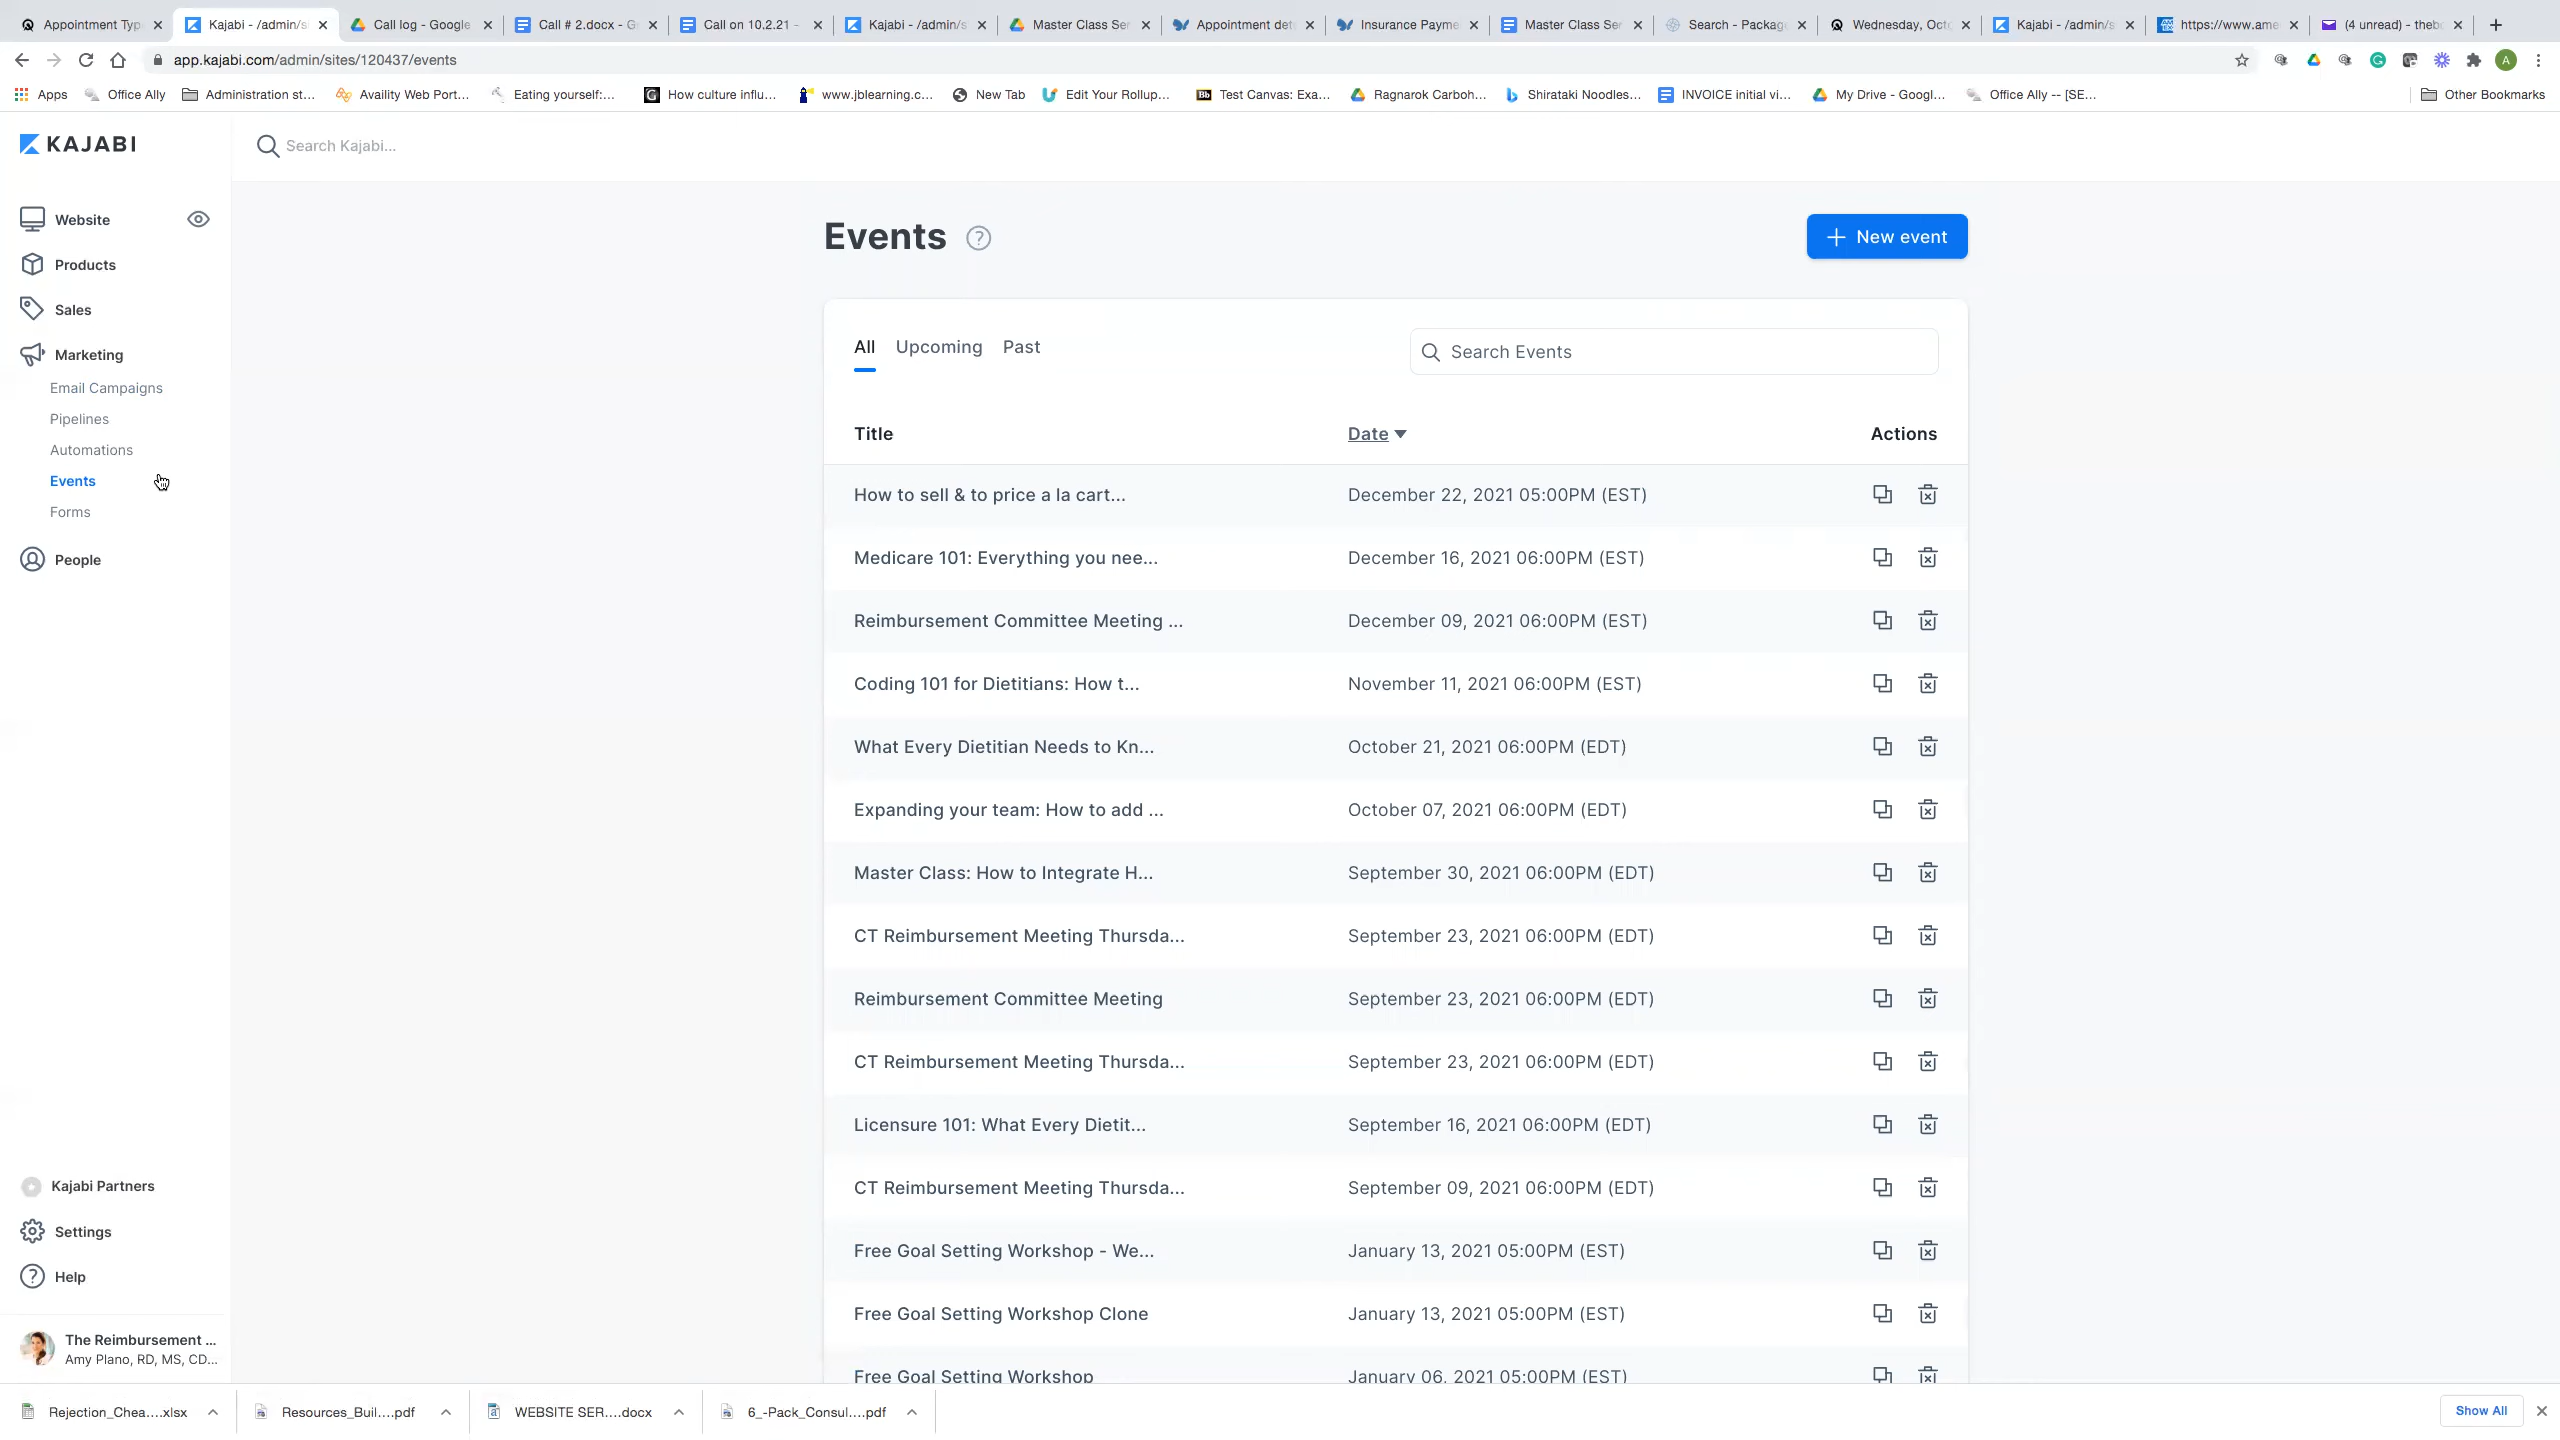 Appointment Typ
Kajabi - /admin/s
Call log - Google
Call # 2.docx - G
Call on 10.2.21 -
Kajabi - /admin/s
Master Class Se
Appointment det
Insurance Payme
Master Class Se
Search - Packag
Wednesday, Oct
Kajabi - /admin/s
https://www.ame
(4 unread) - theb
app.kajabi.com/admin/sites/120437/events
A
Apps
Office Ally
Administration st...
Availity Web Port...
Eating yourself:...
How culture influ...
www.jblearning.c...
New Tab
Edit Your Rollup...
Test Canvas: Exa...
Ragnarok Carboh...
Shirataki Noodles...
INVOICE initial vi...
My Drive - Googl...
Office Ally -- [SE...
Other Bookmarks
KAJABI
Search Kajabi...
Website
Products
Sales
Marketing
Email Campaigns
Pipelines
Automations
Events
Forms
People
Kajabi Partners
Settings
Help
The Reimbursement ...
Amy Plano, RD, MS, CD...
Events
New event
All Upcoming Past
Search Events
Title Date Actions
How to sell & to price a la cart... December 22, 2021 05:00PM (EST)
Medicare 101: Everything you nee... December 16, 2021 06:00PM (EST)
Reimbursement Committee Meeting ... December 09, 2021 06:00PM (EST)
Coding 101 for Dietitians: How t... November 11, 2021 06:00PM (EST)
What Every Dietitian Needs to Kn... October 21, 2021 06:00PM (EDT)
Expanding your team: How to add ... October 07, 2021 06:00PM (EDT)
Master Class: How to Integrate H... September 30, 2021 06:00PM (EDT)
CT Reimbursement Meeting Thursda... September 23, 2021 06:00PM (EDT)
Reimbursement Committee Meeting September 23, 2021 06:00PM (EDT)
CT Reimbursement Meeting Thursda... September 23, 2021 06:00PM (EDT)
Licensure 101: What Every Dietit... September 16, 2021 06:00PM (EDT)
CT Reimbursement Meeting Thursda... September 09, 2021 06:00PM (EDT)
Free Goal Setting Workshop - We... January 13, 2021 05:00PM (EST)
Free Goal Setting Workshop Clone January 13, 2021 05:00PM (EST)
Free Goal Setting Workshop January 06, 2021 05:00PM (EST)
Rejection_Chea....xlsx
Resources_Buil....pdf
WEBSITE SER....docx
6_-Pack_Consul....pdf
Show All